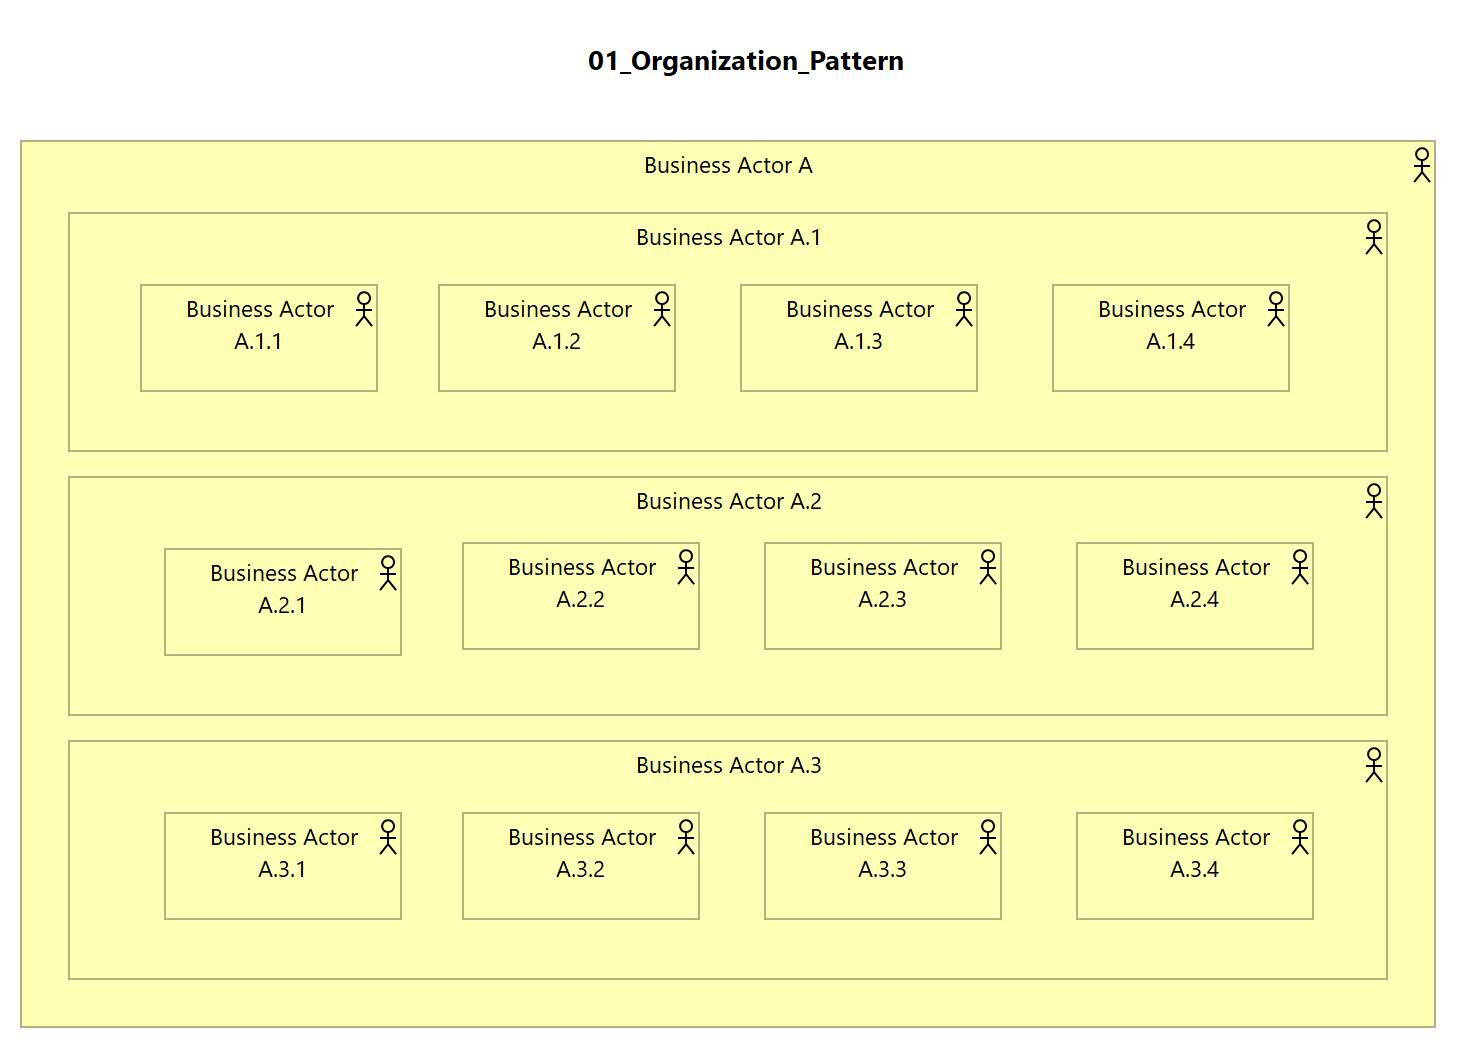 01_Organization_Pattern
Business Actor A
Business Actor A.1
Business Actor
A.1.1
Business Actor
A.1.2
Business Actor
A.1.3
Business Actor
A.1.4
Business Actor A.2
Business Actor
A.2.1
Business Actor
A.2.2
Business Actor
A.2.3
Business Actor
A.2.4
Business Actor A.3
Business Actor
A.3.1
Business Actor
A.3.2
Business Actor
A.3.3
Business Actor
A.3.4